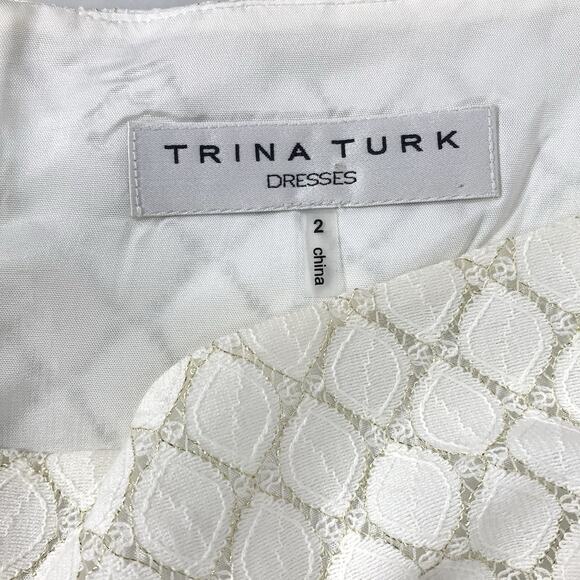 TRINA TURK
DRESSES
2
china